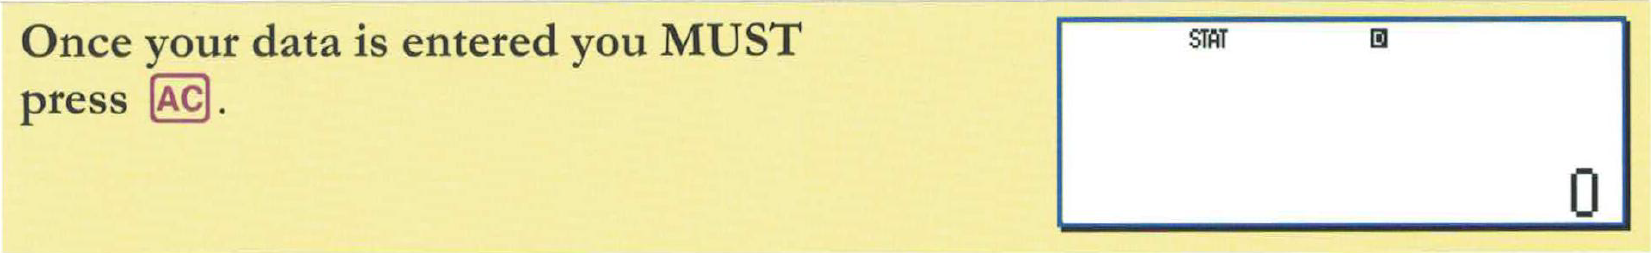 Once your data is entered you MUST
press AC.
STAT D
0